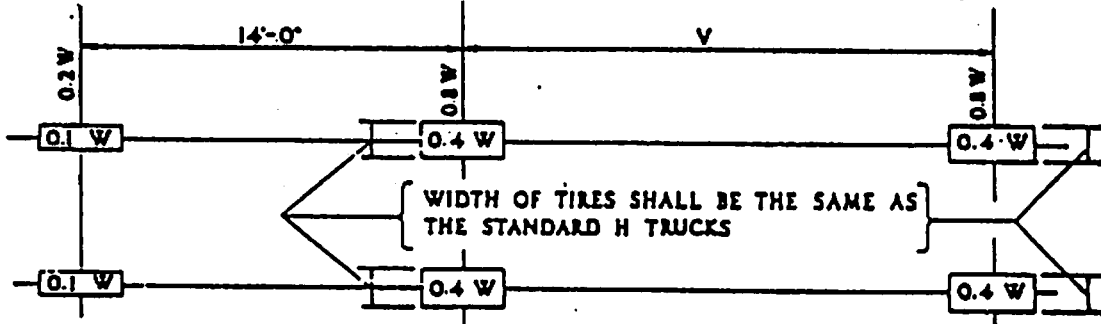 14'-0" V
0.2 W 0.8 W 0.8 W
0.1 W 0.4 W 0.4 W
WIDTH OF TIRES SHALL BE THE SAME AS
THE STANDARD H TRUCKS
0.1 W 0.4 W 0.4 W